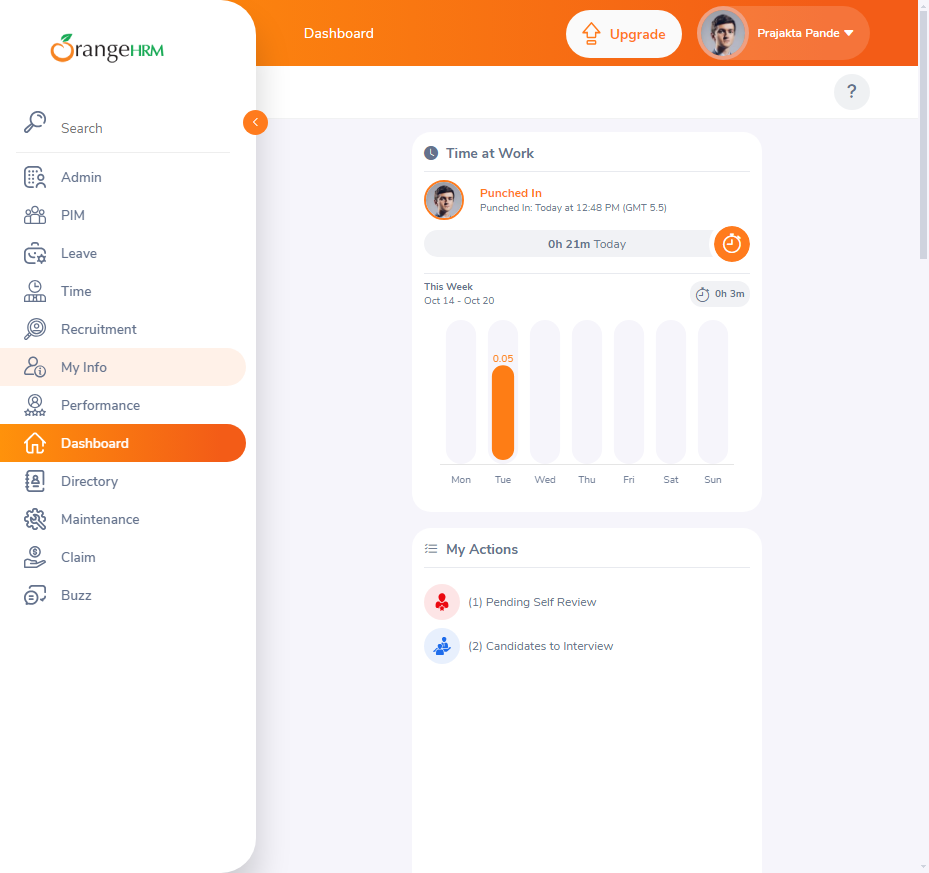 OrangeHRM
Dashboard
Upgrade
Prajakta Pande
?
Search
Admin
PIM
Leave
Time
Recruitment
My Info
Performance
Dashboard
Directory
Maintenance
Claim
Buzz
Time at Work
Punched In
Punched In: Today at 12:48 PM (GMT 5.5)
0h 21m Today
This Week
Oct 14 - Oct 20
0h 3m
0:05
Mon Tue Wed Thu Fri Sat Sun
My Actions
(1) Pending Self Review
(2) Candidates to Interview